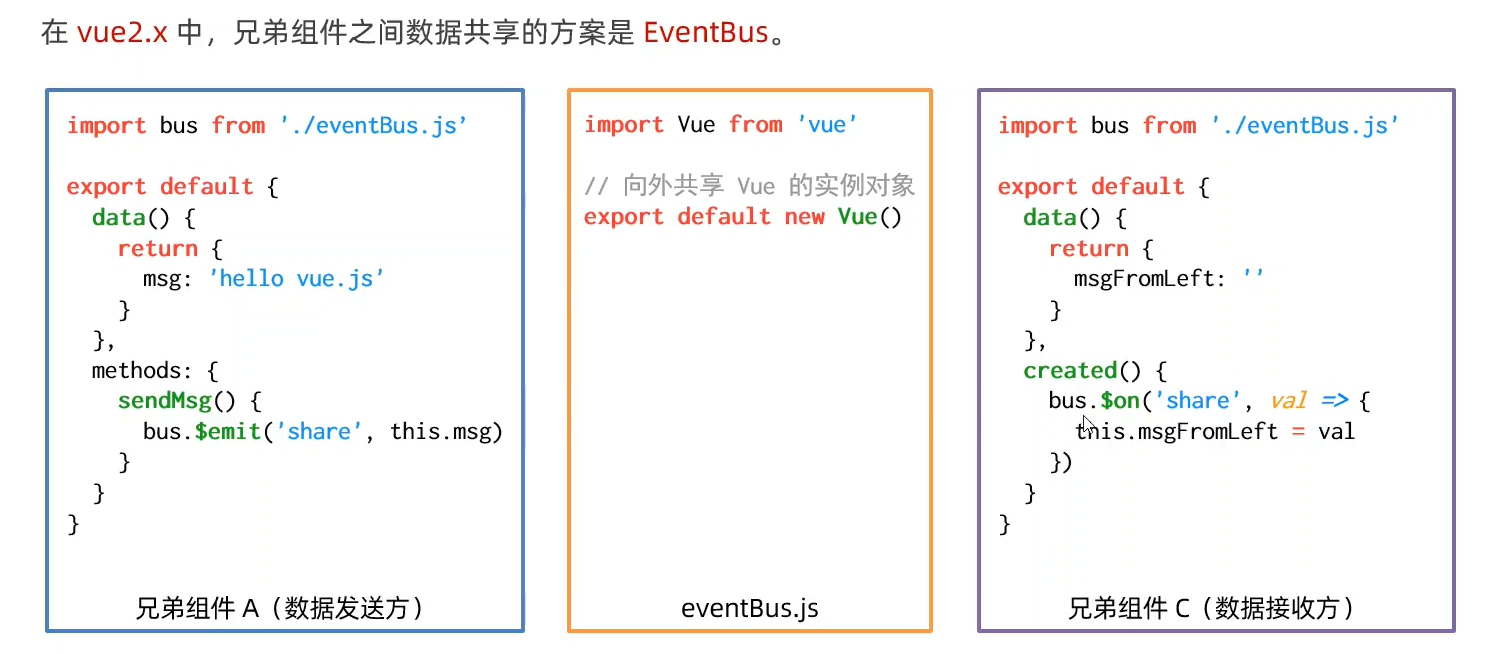 在 vue2.x 中，兄弟组件之间数据共享的方案是 EventBus。
import bus from './eventBus.js'
export default {
  data() {
    return {
      msg: 'hello vue.js'
    }
  },
  methods: {
    sendMsg() {
      bus.$emit('share', this.msg)
    }
  }
}
兄弟组件 A（数据发送方）
import Vue from 'vue'
// 向外共享 Vue 的实例对象
export default new Vue()
eventBus.js
import bus from './eventBus.js'
export default {
  data() {
    return {
      msgFromLeft: ''
    }
  },
  created() {
    bus.$on('share', val => {
      this.msgFromLeft = val
    })
  }
}
兄弟组件 C（数据接收方）